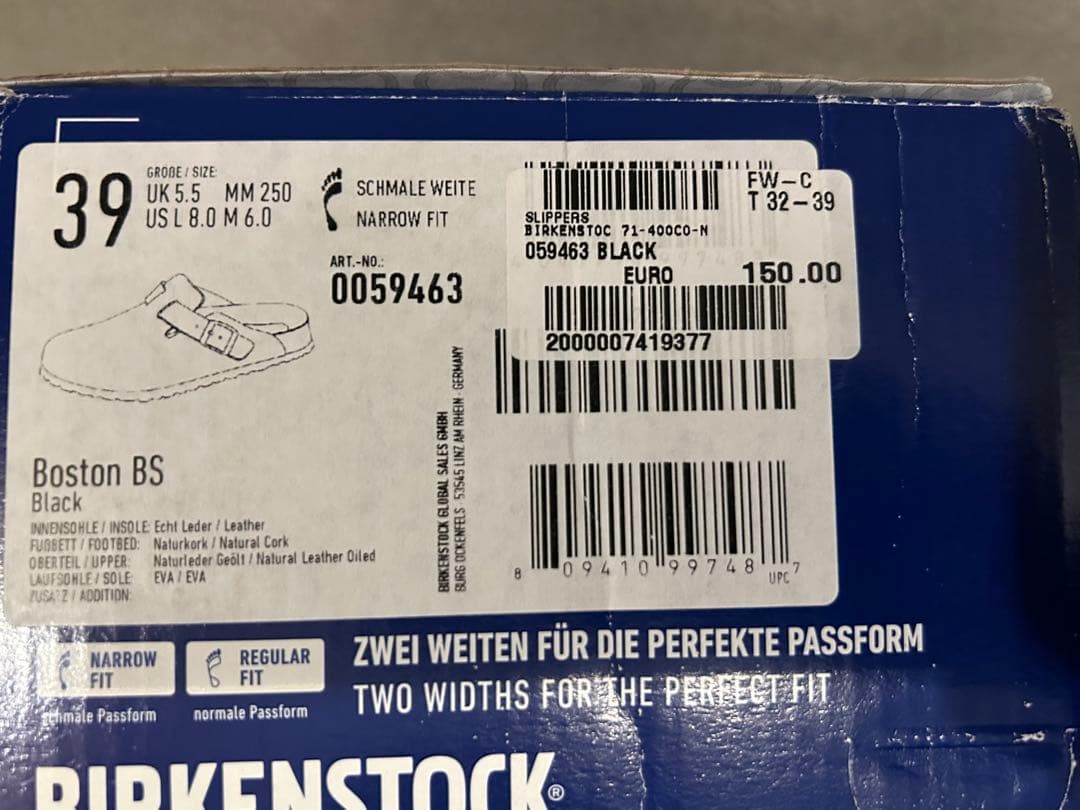 39
GRÖẞE / SIZE:
UK 5.5 MM 250
US L 8.0 M 6.0
SCHMALE WEITE
NARROW FIT
ART.-NO.:
0059463
FW-C
T 32-39
SLIPPERS
BIRKENSTOC 71-400CO-N
059463 BLACK
EURO 150.00
2000007419377
Boston BS
Black
INNENSOHLE / INSOLE: Echt Leder / Leather
FUẞBETT / FOOTBED: Naturkork / Natural Cork
OBERTEIL / UPPER: Naturleder Geölt / Natural Leather Oiled
LAUFSOHLE / SOLE: EVA / EVA
ZUSATZ / ADDITION:
BIRKENSTOCK GLOBAL SALES GMBH
BURG OCKENFELS · 53545 LINZ AM RHEIN · GERMANY
8 09410 99748 7
UPC
NARROW FIT
schmale Passform
REGULAR FIT
normale Passform
ZWEI WEITEN FÜR DIE PERFEKTE PASSFORM
TWO WIDTHS FOR THE PERFECT FIT
BIRKENSTOCK®